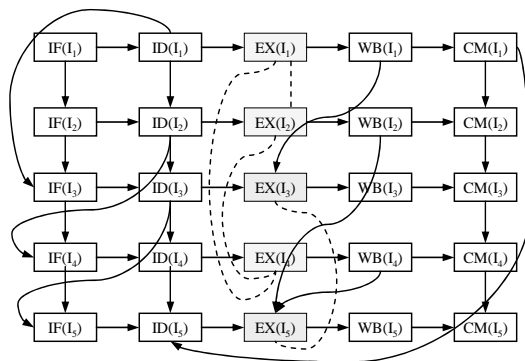 IF(I₁) ID(I₁) EX(I₁) WB(I₁) CM(I₁)
IF(I₂) ID(I₂) EX(I₂) WB(I₂) CM(I₂)
IF(I₃) ID(I₃) EX(I₃) WB(I₃) CM(I₃)
IF(I₄) ID(I₄) EX(I₄) WB(I₄) CM(I₄)
IF(I₅) ID(I₅) EX(I₅) WB(I₅) CM(I₅)